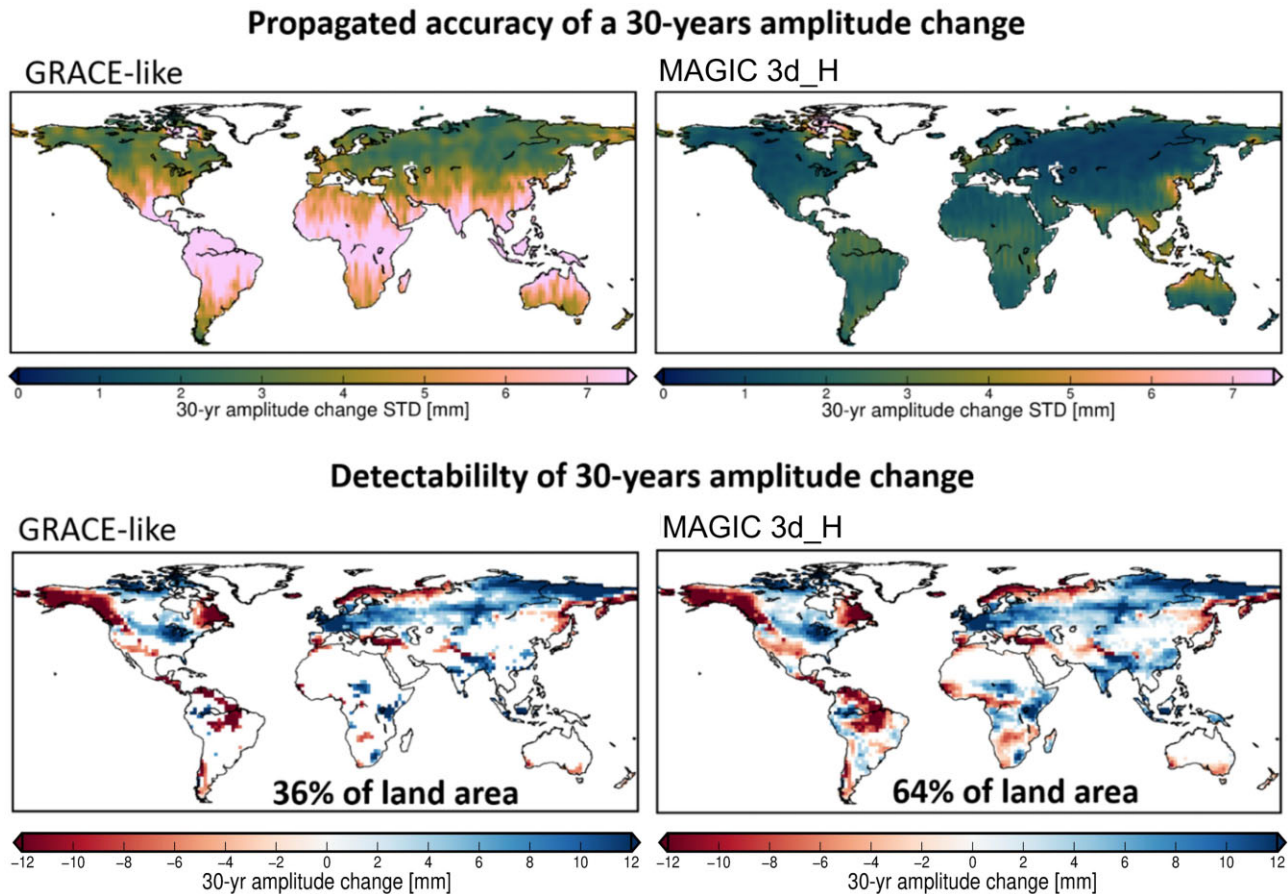 Propagated accuracy of a 30-years amplitude change
GRACE-like
MAGIC 3d_H
0 1 2 3 4 5 6 7
30-yr amplitude change STD [mm]
0 1 2 3 4 5 6 7
30-yr amplitude change STD [mm]
Detectabililty of 30-years amplitude change
GRACE-like
MAGIC 3d_H
36% of land area
64% of land area
−12 −10 −8 −6 −4 −2 0 2 4 6 8 10 12
30-yr amplitude change [mm]
−12 −10 −8 −6 −4 −2 0 2 4 6 8 10 12
30-yr amplitude change [mm]